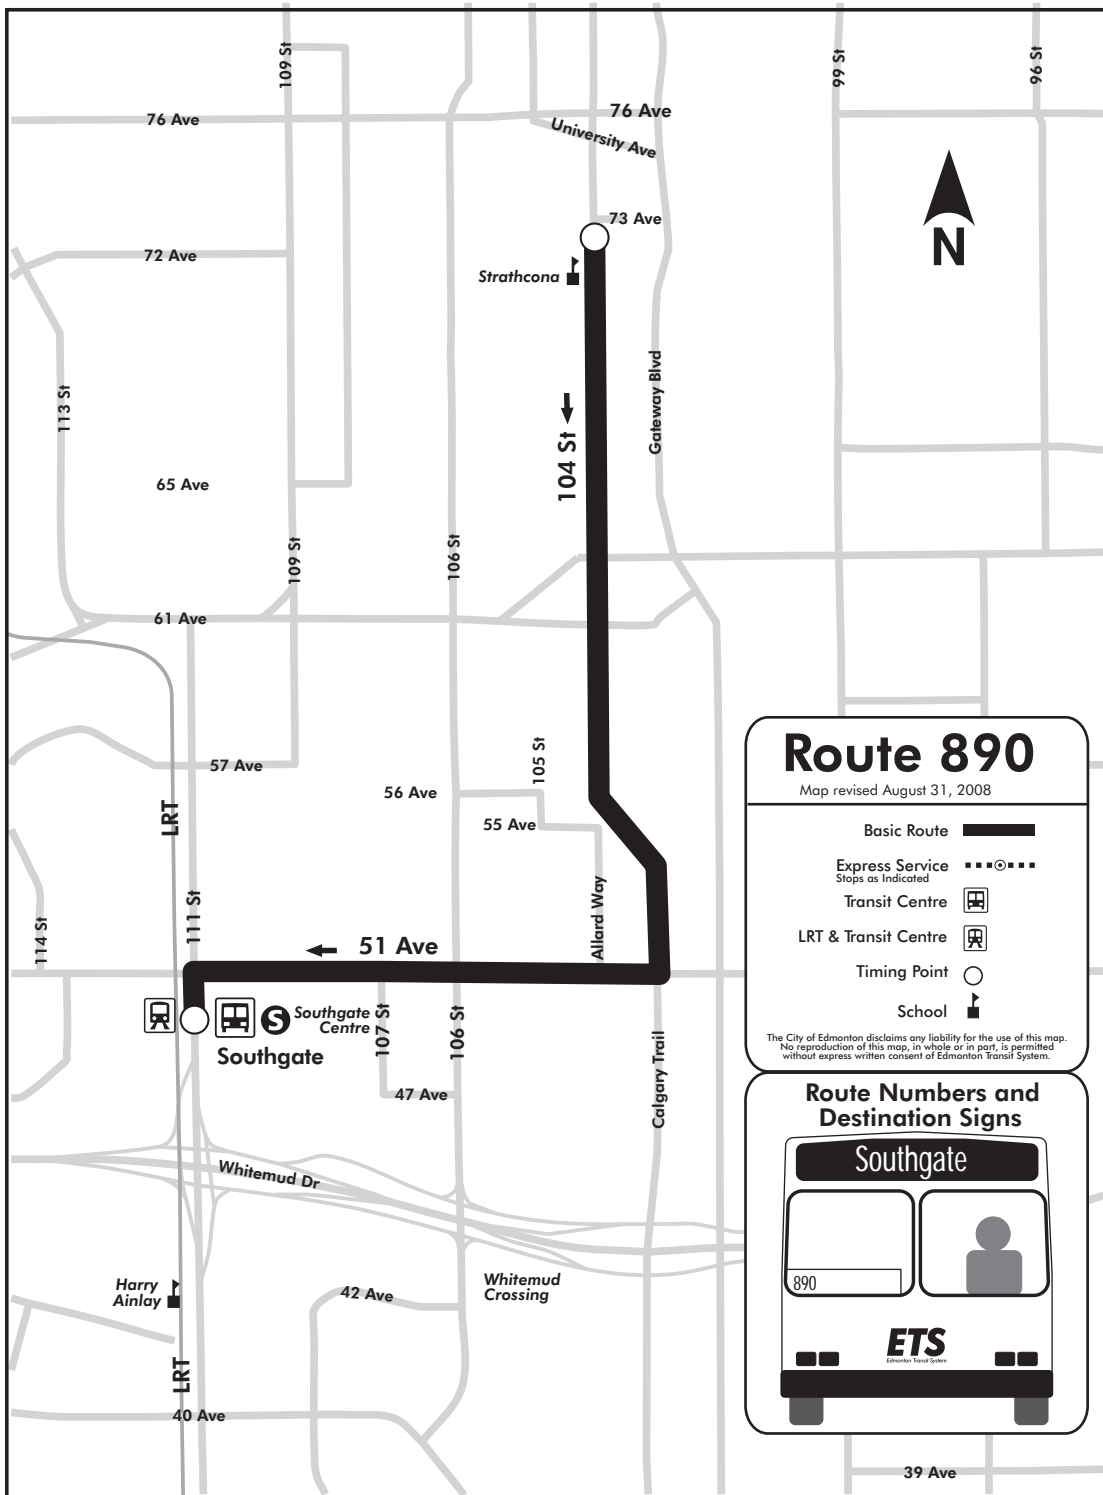 109 St
99 St
96 St
76 Ave
76 Ave
University Ave
73 Ave
N
72 Ave
Strathcona
113 St
104 St
Gateway Blvd
65 Ave
109 St
106 St
61 Ave
57 Ave
105 St
56 Ave
55 Ave
LRT
111 St
114 St
Allard Way
51 Ave
S
Southgate
Centre
Southgate
107 St
106 St
47 Ave
Calgary Trail
Whitemud Dr
Harry
Ainlay
42 Ave
Whitemud
Crossing
LRT
40 Ave
39 Ave
Route 890
Map revised August 31, 2008
Basic Route
Express Service
Stops as Indicated
Transit Centre
LRT & Transit Centre
Timing Point
School
The City of Edmonton disclaims any liability for the use of this map.
No reproduction of this map, in whole or in part, is permitted
without express written consent of Edmonton Transit System.
Route Numbers and
Destination Signs
Southgate
890
ETS
Edmonton Transit System